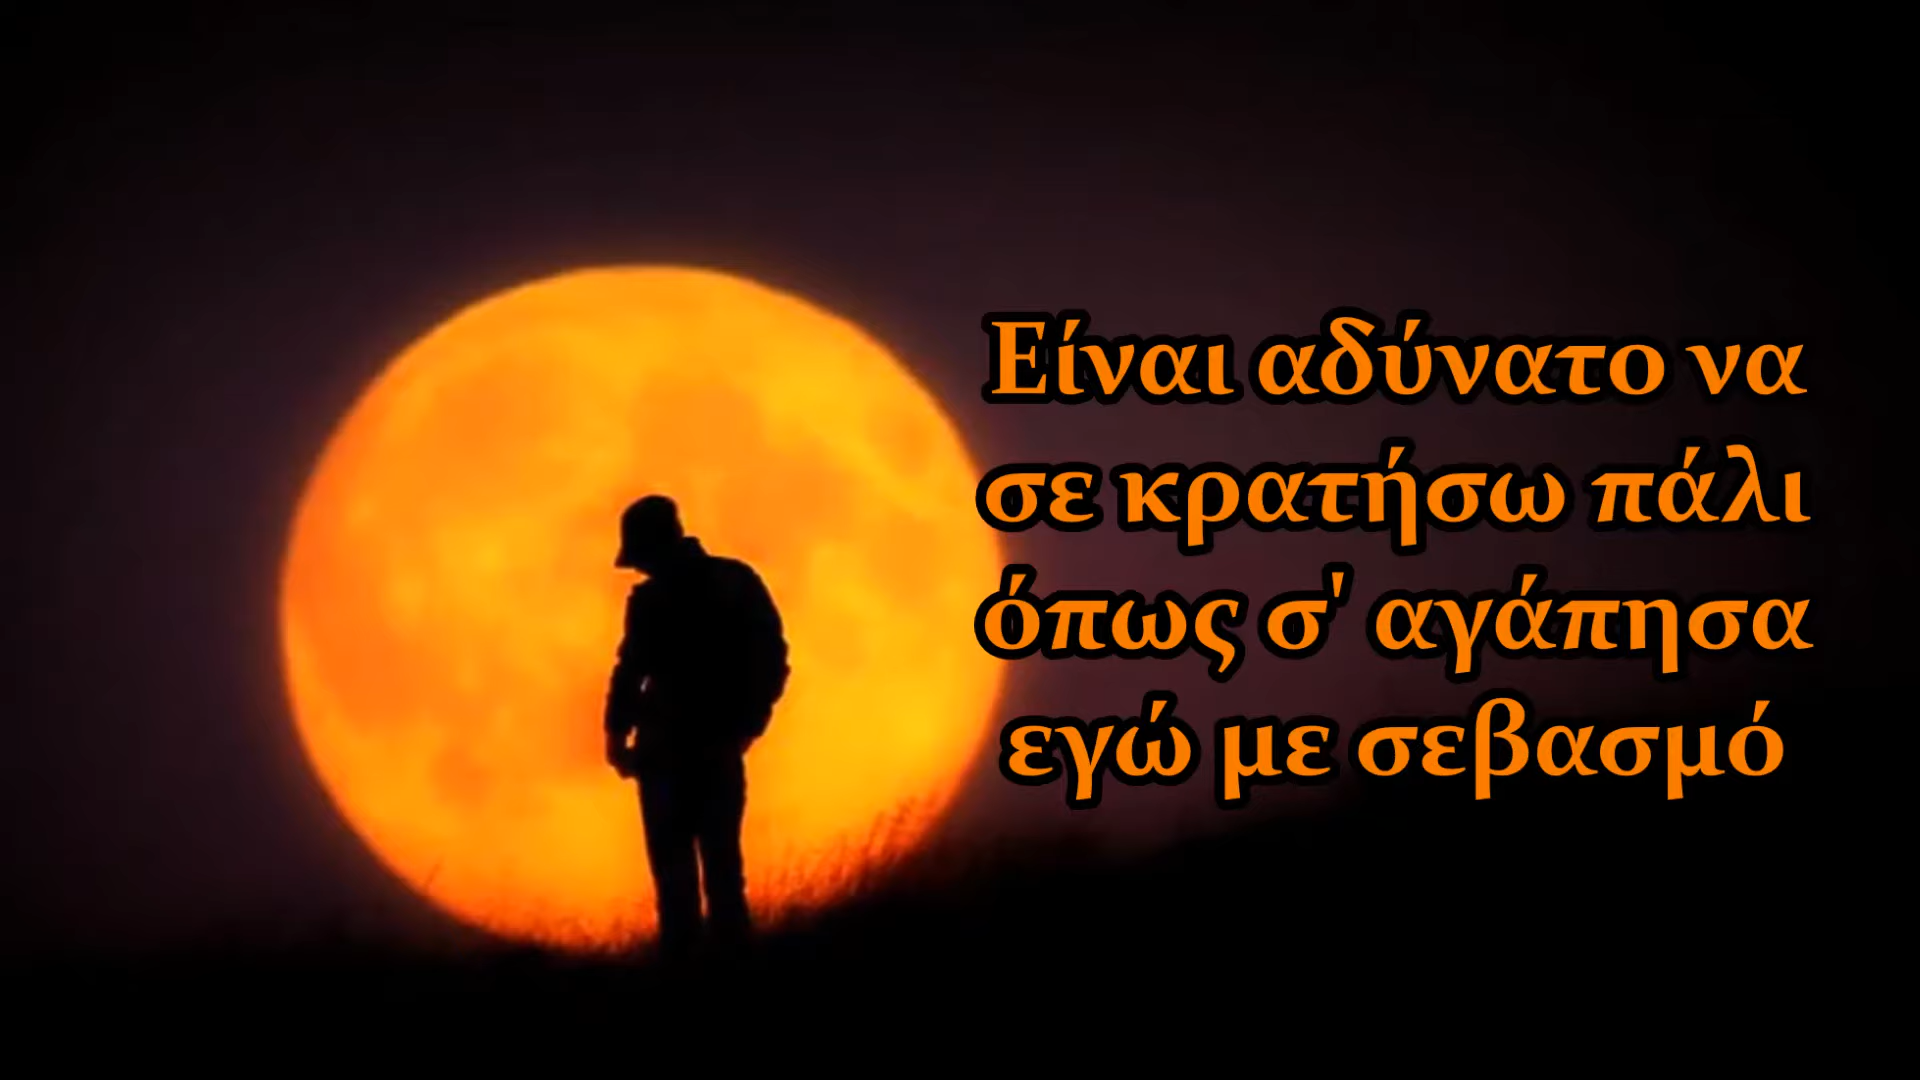 Είναι αδύνατο να
σε κρατήσω πάλι
όπως σ' αγάπησα
εγώ με σεβασμό